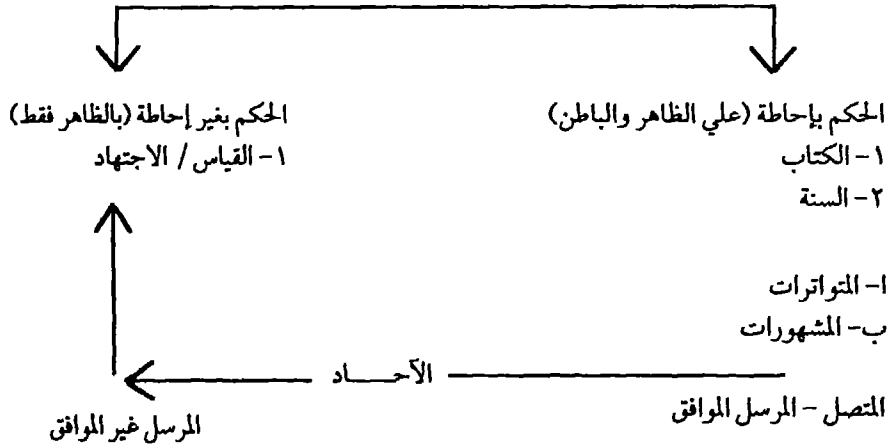 الحكم بإحاطة (علي الظاهر والباطن)
١- الكتاب
٢- السنة
ا- المتواترات
ب- المشهورات
الحكم بغير إحاطة (بالظاهر فقط)
١- القياس / الاجتهاد
الآحــــاد
المتصل - المرسل الموافق
المرسل غير الموافق